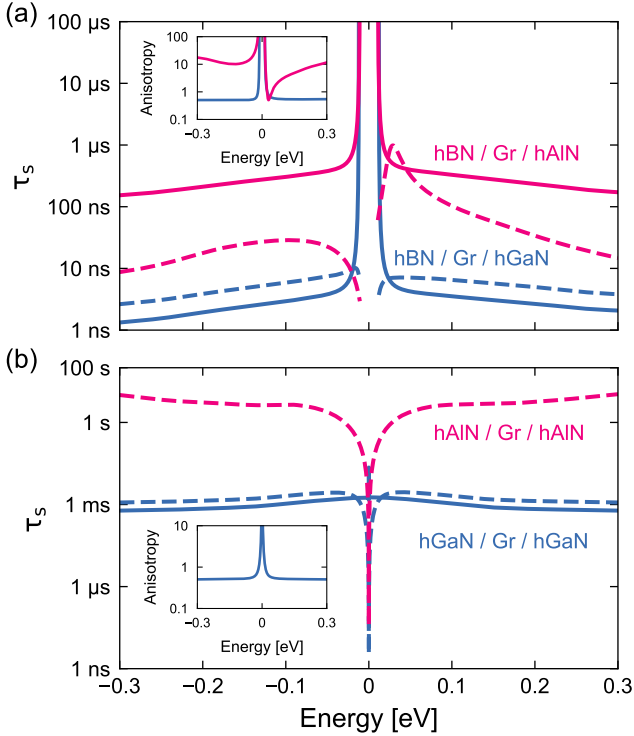 (a)
100 μs
10 μs
1 μs
100 ns
10 ns
1 ns
τs
Anisotropy
100
10
1
0.1
−0.3 0 0.3
Energy [eV]
hBN / Gr / hAlN
hBN / Gr / hGaN
(b)
100 s
1 s
1 ms
1 μs
1 ns
τs
hAlN / Gr / hAlN
hGaN / Gr / hGaN
Anisotropy
10
1
0.1
−0.3 0 0.3
Energy [eV]
−0.3 −0.2 −0.1 0 0.1 0.2 0.3
Energy [eV]